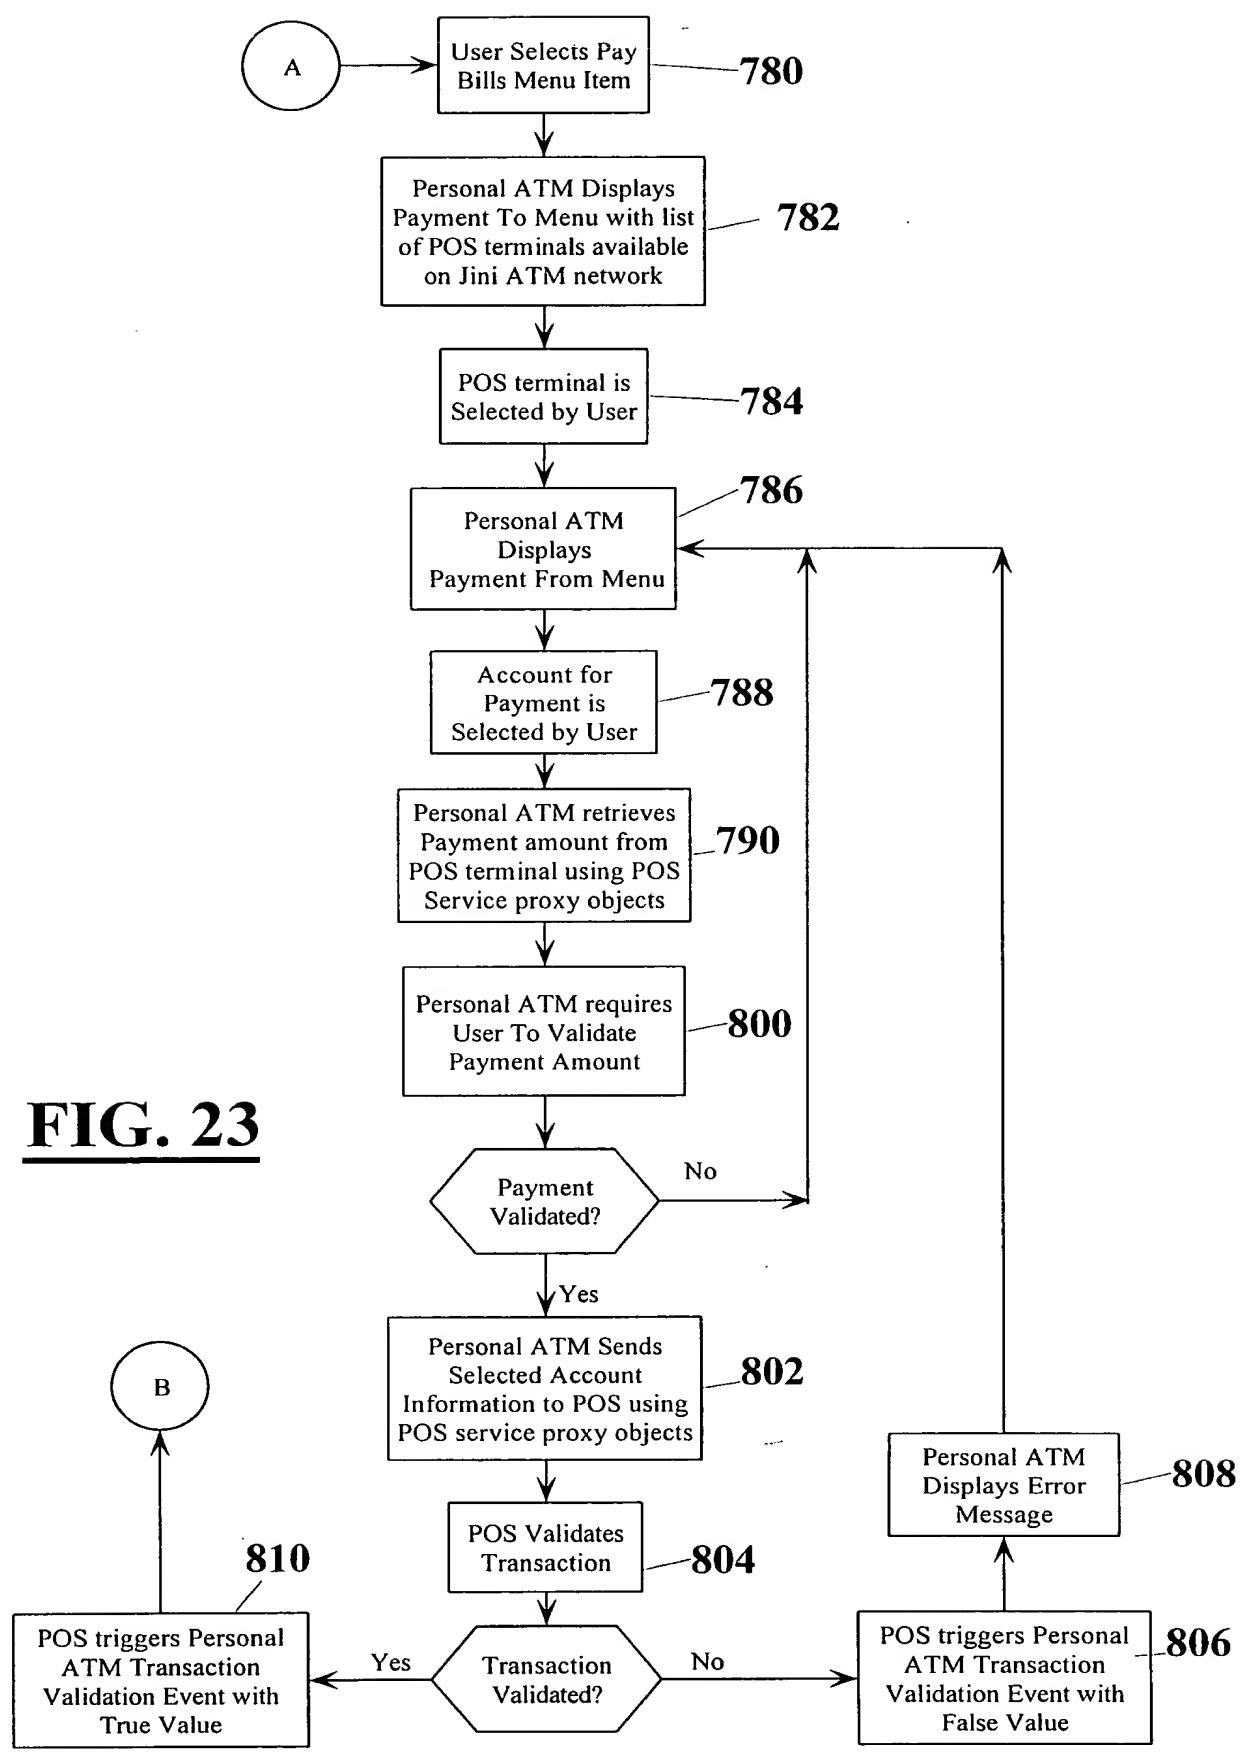 A
User Selects Pay
Bills Menu Item
780
Personal ATM Displays
Payment To Menu with list
of POS terminals available
on Jini ATM network
782
POS terminal is
Selected by User
784
786
Personal ATM
Displays
Payment From Menu
Account for
Payment is
Selected by User
788
Personal ATM retrieves
Payment amount from
POS terminal using POS
Service proxy objects
790
Personal ATM requires
User To Validate
Payment Amount
800
FIG. 23
Payment
Validated?
No
Yes
Personal ATM Sends
Selected Account
Information to POS using
POS service proxy objects
802
B
Personal ATM
Displays Error
Message
808
POS Validates
Transaction
804
810
POS triggers Personal
ATM Transaction
Validation Event with
True Value
Yes
Transaction
Validated?
No
POS triggers Personal
ATM Transaction
Validation Event with
False Value
806